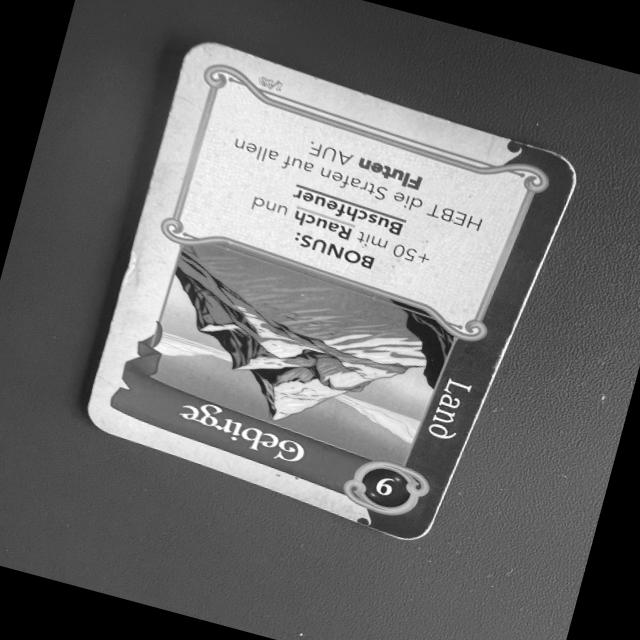 9
Gebirge
Land
BONUS:
+50 mit Rauch und
Buschfeuer
HEBT die Strafen auf allen
Fluten AUF.